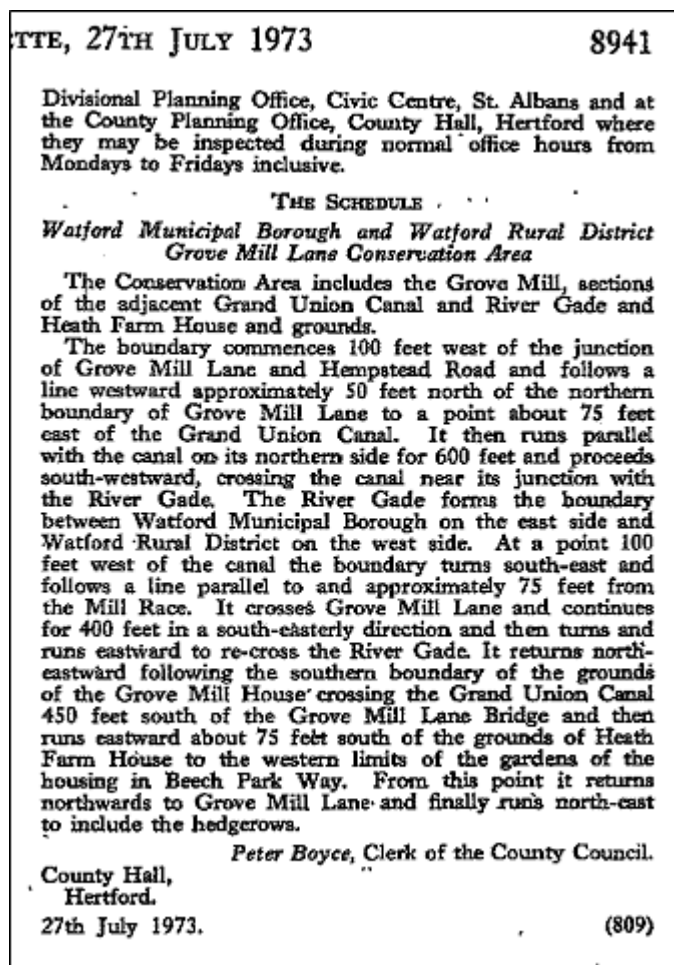 TTE, 27TH JULY 1973 8941
Divisional Planning Office, Civic Centre, St. Albans and at
the County Planning Office, County Hall, Hertford where
they may be inspected during normal office hours from
Mondays to Fridays inclusive.
THE SCHEDULE
Watford Municipal Borough and Watford Rural District
Grove Mill Lane Conservation Area
The Conservation Area includes the Grove Mill, sections
of the adjacent Grand Union Canal and River Gade and
Heath Farm House and grounds.
The boundary commences 100 feet west of the junction
of Grove Mill Lane and Hempstead Road and follows a
line westward approximately 50 feet north of the northern
boundary of Grove Mill Lane to a point about 75 feet
east of the Grand Union Canal. It then runs parallel
with the canal on its northern side for 600 feet and proceeds
south-westward, crossing the canal near its junction with
the River Gade. The River Gade forms the boundary
between Watford Municipal Borough on the east side and
Watford Rural District on the west side. At a point 100
feet west of the canal the boundary turns south-east and
follows a line parallel to and approximately 75 feet from
the Mill Race. It crosses Grove Mill Lane and continues
for 400 feet in a south-easterly direction and then turns and
runs eastward to re-cross the River Gade. It returns north-
eastward following the southern boundary of the grounds
of the Grove Mill House crossing the Grand Union Canal
450 feet south of the Grove Mill Lane Bridge and then
runs eastward about 75 feet south of the grounds of Heath
Farm House to the western limits of the gardens of the
housing in Beech Park Way. From this point it returns
northwards to Grove Mill Lane and finally runs north-east
to include the hedgerows.
Peter Boyce, Clerk of the County Council.
County Hall,
Hertford.
27th July 1973. (809)